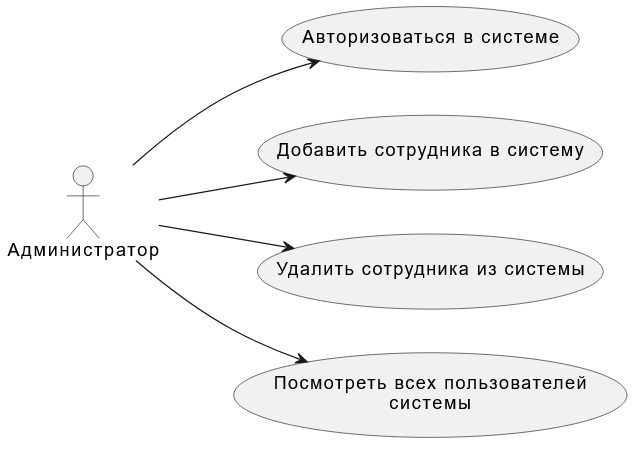 Авторизоваться в системе
Добавить сотрудника в систему
Администратор
Удалить сотрудника из системы
Посмотреть всех пользователей
системы